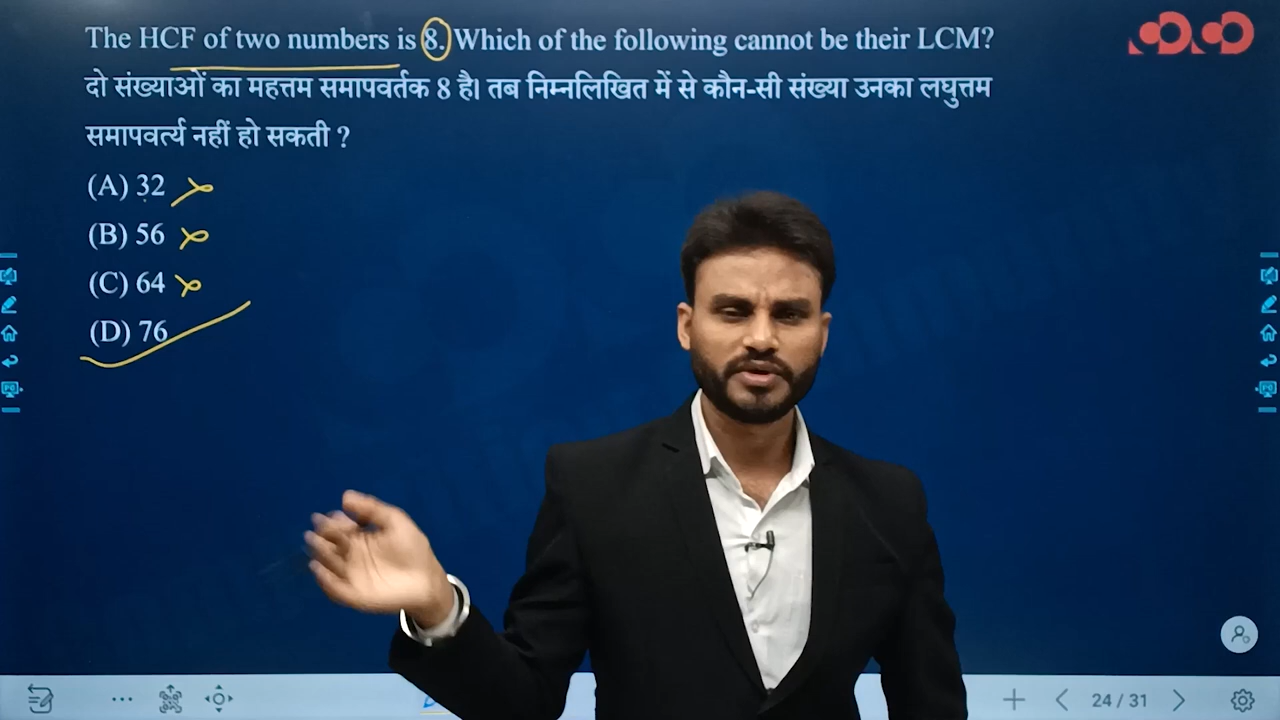 The HCF of two numbers is 8. Which of the following cannot be their LCM?
दो संख्याओं का महत्तम समापवर्तक 8 है। तब निम्नलिखित में से कौन-सी संख्या उनका लघुत्तम
समापवर्त्य नहीं हो सकती ?
(A) 32
(B) 56
(C) 64
(D) 76
24 / 31